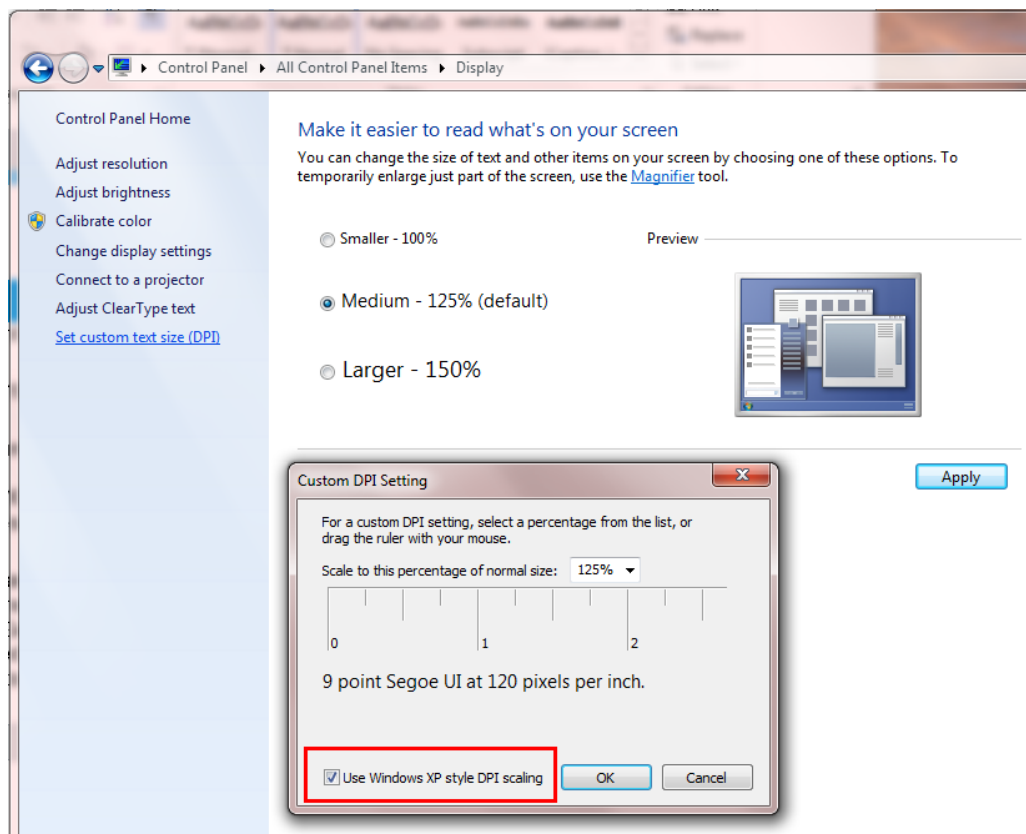 Replace
Control Panel ▸ All Control Panel Items ▸ Display
Control Panel Home
Adjust resolution
Adjust brightness
Calibrate color
Change display settings
Connect to a projector
Adjust ClearType text
Set custom text size (DPI)
Make it easier to read what's on your screen
You can change the size of text and other items on your screen by choosing one of these options. To
temporarily enlarge just part of the screen, use the Magnifier tool.
Smaller - 100%
Preview
Medium - 125% (default)
Larger - 150%
Apply
Custom DPI Setting
For a custom DPI setting, select a percentage from the list, or
drag the ruler with your mouse.
Scale to this percentage of normal size: 125%
0 1 2
9 point Segoe UI at 120 pixels per inch.
Use Windows XP style DPI scaling
OK
Cancel